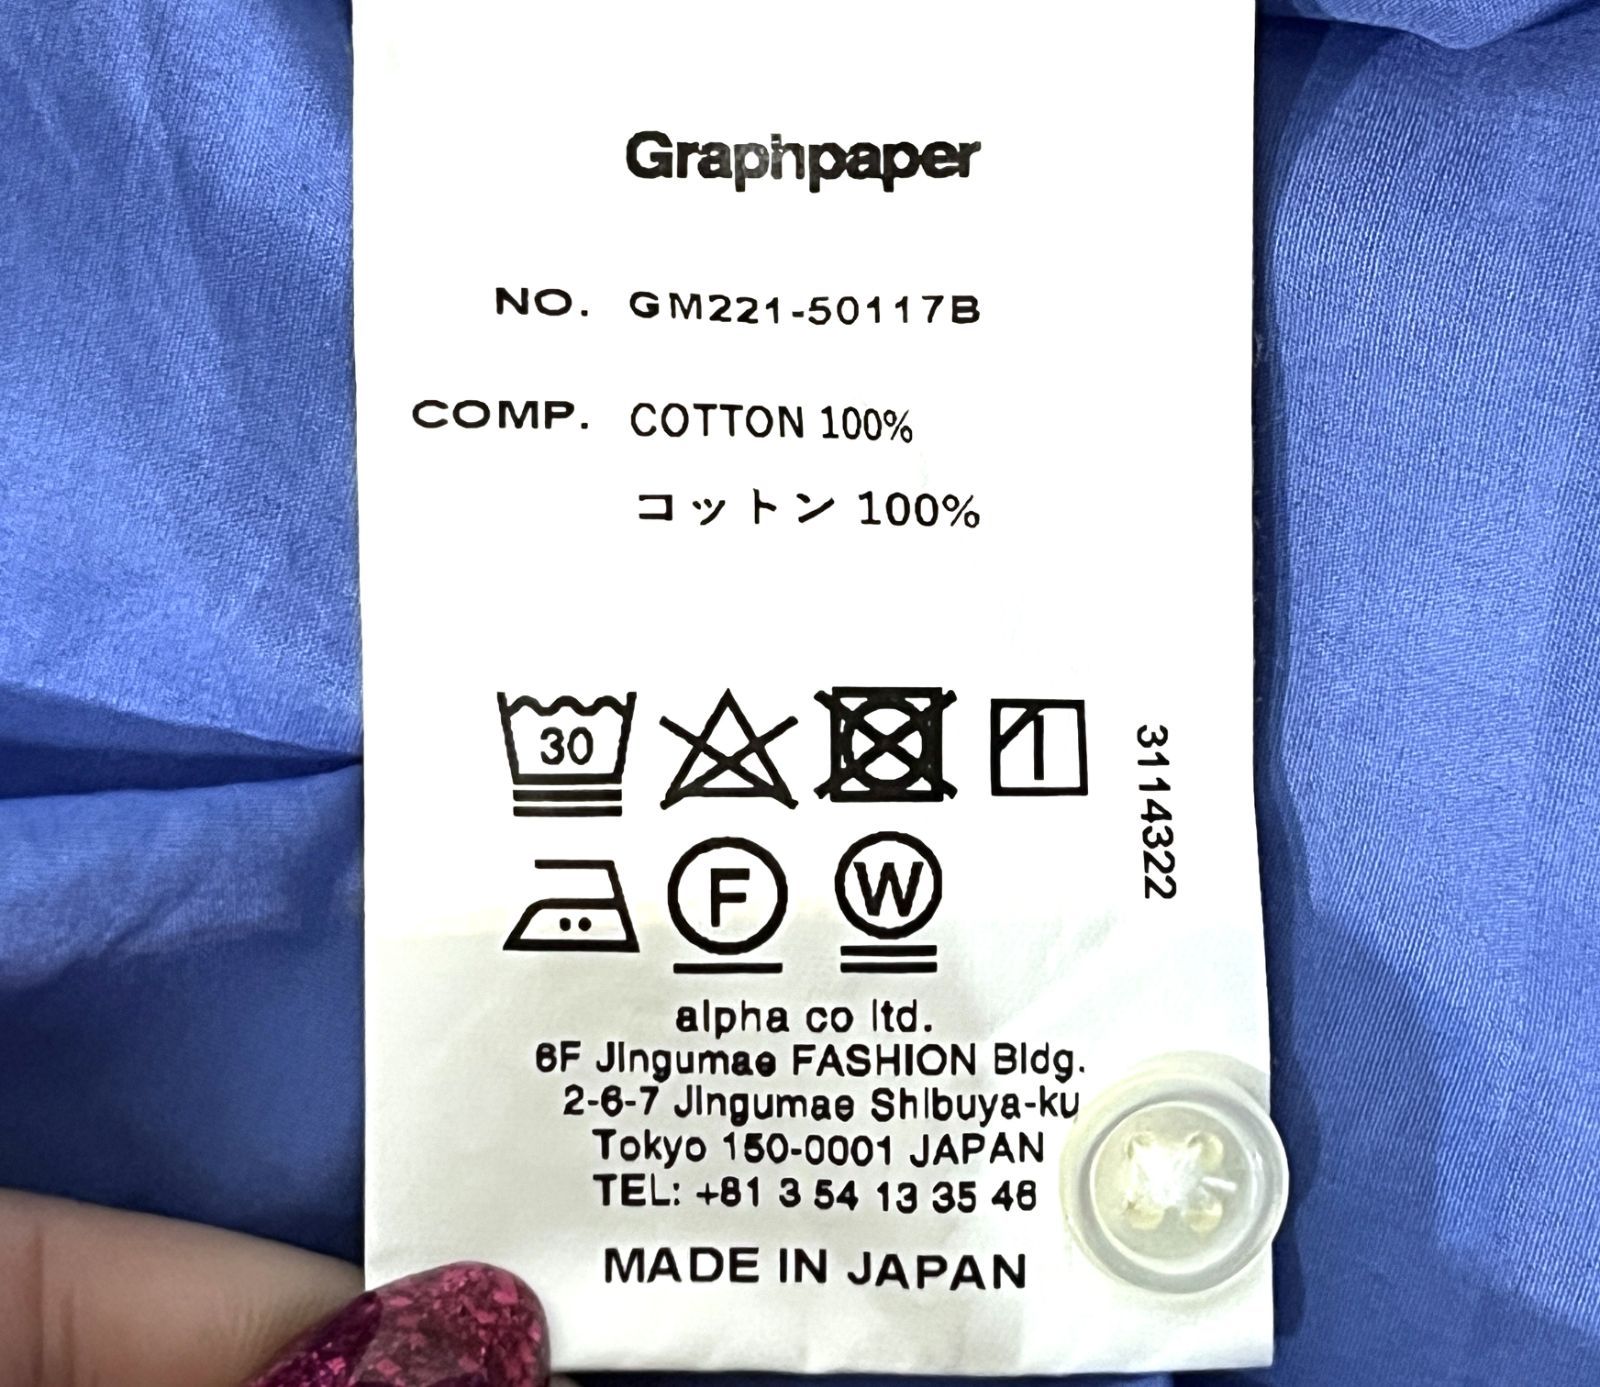 Graphpaper
NO. GM221-50117B
COMP. COTTON 100%
コットン 100%
30
1
3114322
F
W
alpha co ltd.
6F Jingumae FASHION Bldg.
2-6-7 Jingumae Shibuya-ku
Tokyo 150-0001 JAPAN
TEL: +81 3 54 13 35 46
MADE IN JAPAN